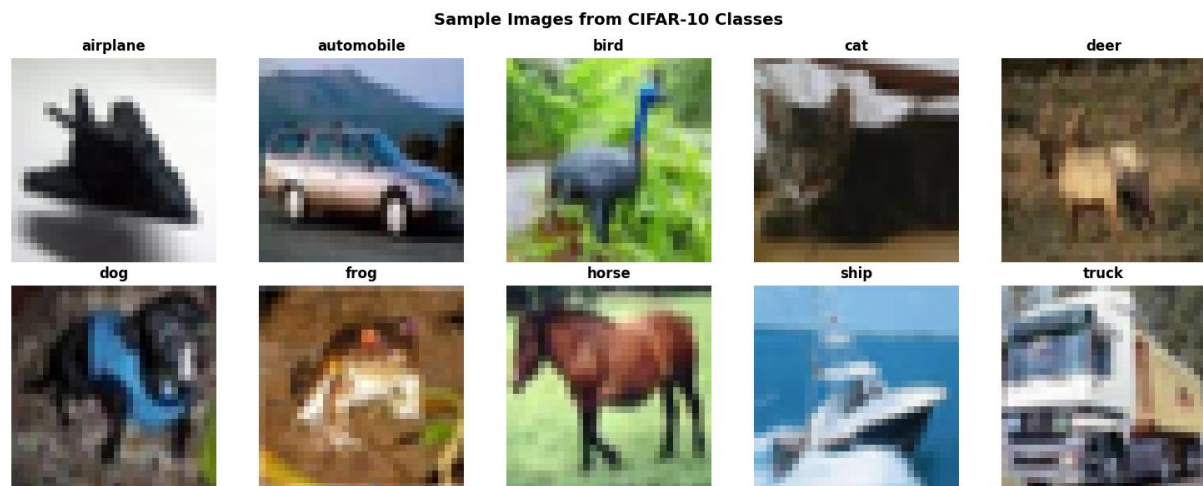 Sample Images from CIFAR-10 Classes
airplane automobile bird cat deer
dog frog horse ship truck